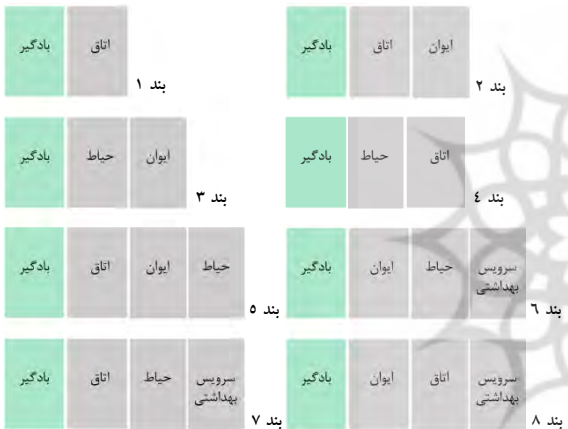 بادگیر اتاق
بند ۱
بادگیر اتاق ایوان
بند ۲
بادگیر حیاط ایوان
بند ۳
بادگیر حیاط اتاق
بند ٤
بادگیر اتاق ایوان حیاط
بند ٥
بادگیر ایوان حیاط سرویس بهداشتی
بند ٦
بادگیر اتاق حیاط سرویس بهداشتی
بند ۷
بادگیر ایوان اتاق سرویس بهداشتی
بند ۸